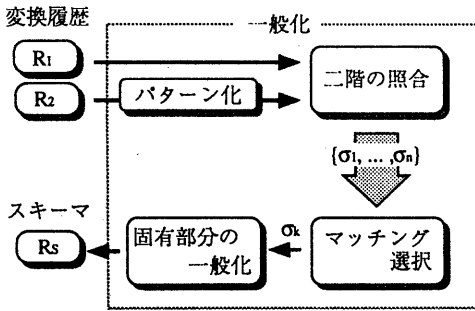 変換履歴
一般化
R1
R2
パターン化
二階の照合
{σ1, ... ,σn}
スキーマ
Rs
固有部分の
一般化
σk
マッチング
選択